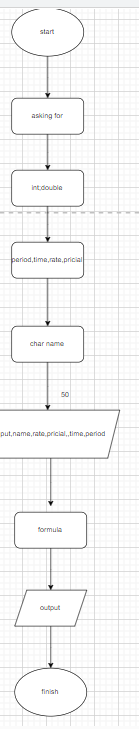 start
asking for
int;double
period,time,rate,pricial
char name
50
put,name,rate,pricial,,time,period
formula
output
finish